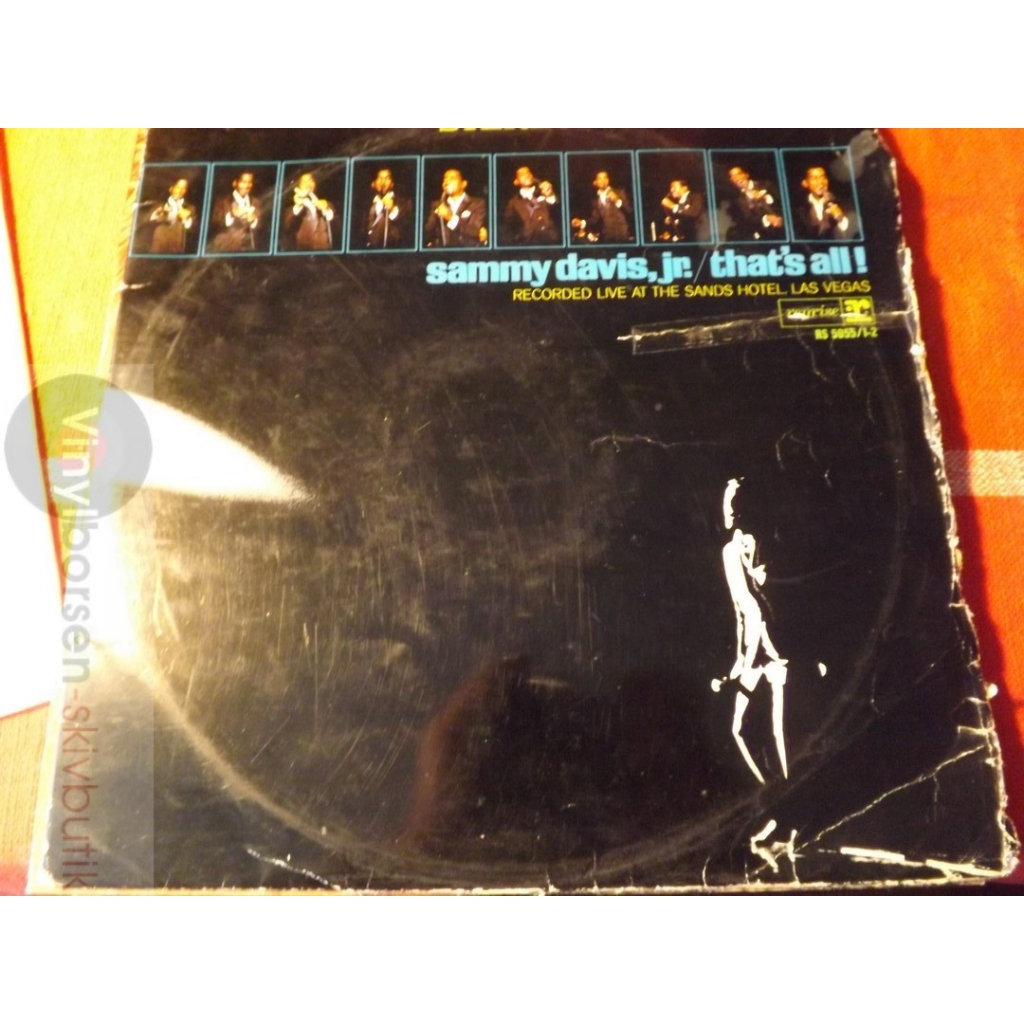 sammy davis, jr. / that's all!
RECORDED LIVE AT THE SANDS HOTEL, LAS VEGAS
reprise
RS 5055/1-2
Vinylborsen-skivbutik